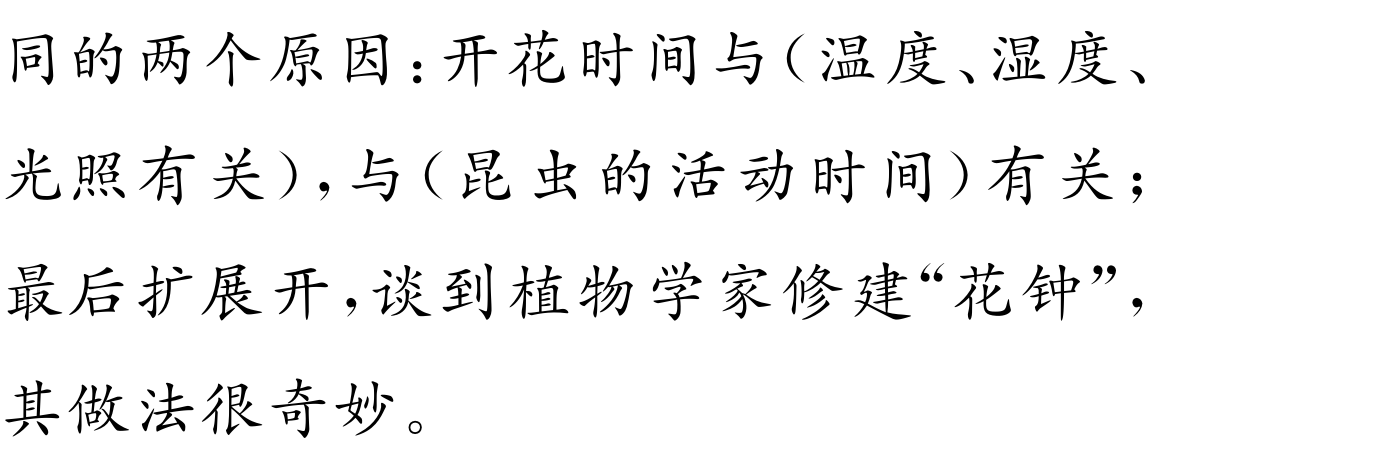 同的两个原因：开花时间与（温度、湿度、
光照有关），与（昆虫的活动时间）有关；
最后扩展开，谈到植物学家修建“花钟”，
其做法很奇妙。